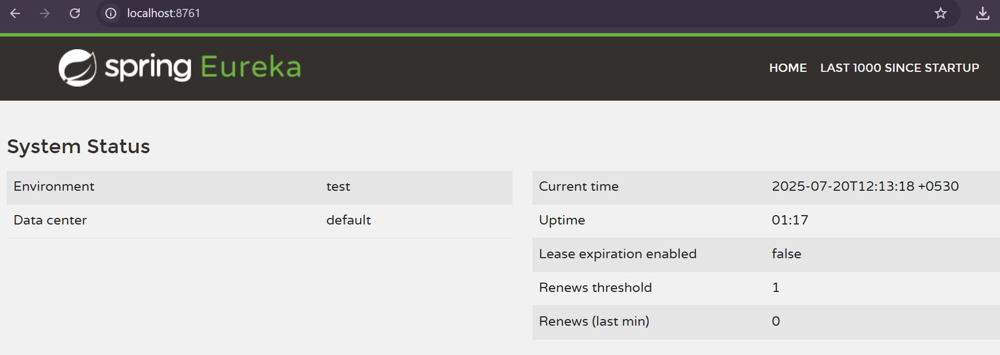 localhost:8761
spring Eureka
HOME LAST 1000 SINCE STARTUP
System Status
Environment test
Data center default
Current time 2025-07-20T12:13:18 +0530
Uptime 01:17
Lease expiration enabled false
Renews threshold 1
Renews (last min) 0